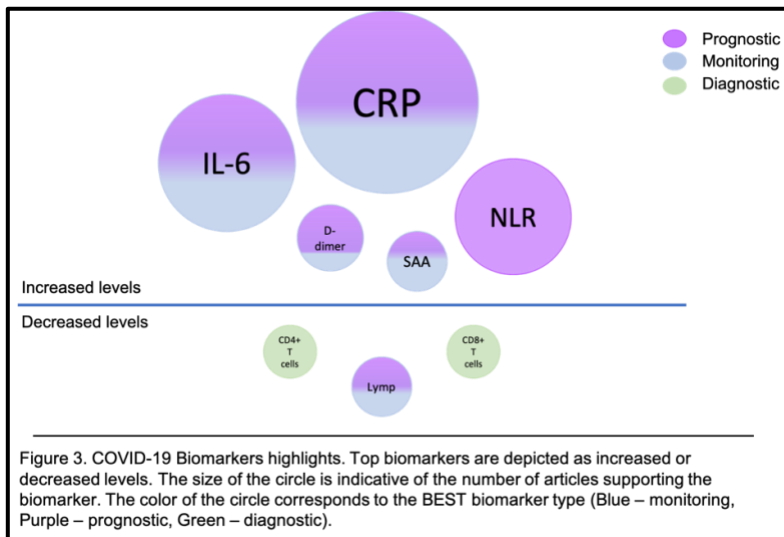 Prognostic
Monitoring
Diagnostic
CRP
IL-6
NLR
D-
dimer
SAA
Increased levels
Decreased levels
CD4+
T
cells
CD8+
T
cells
Lymp
Figure 3. COVID-19 Biomarkers highlights. Top biomarkers are depicted as increased or
decreased levels. The size of the circle is indicative of the number of articles supporting the
biomarker. The color of the circle corresponds to the BEST biomarker type (Blue – monitoring,
Purple – prognostic, Green – diagnostic).